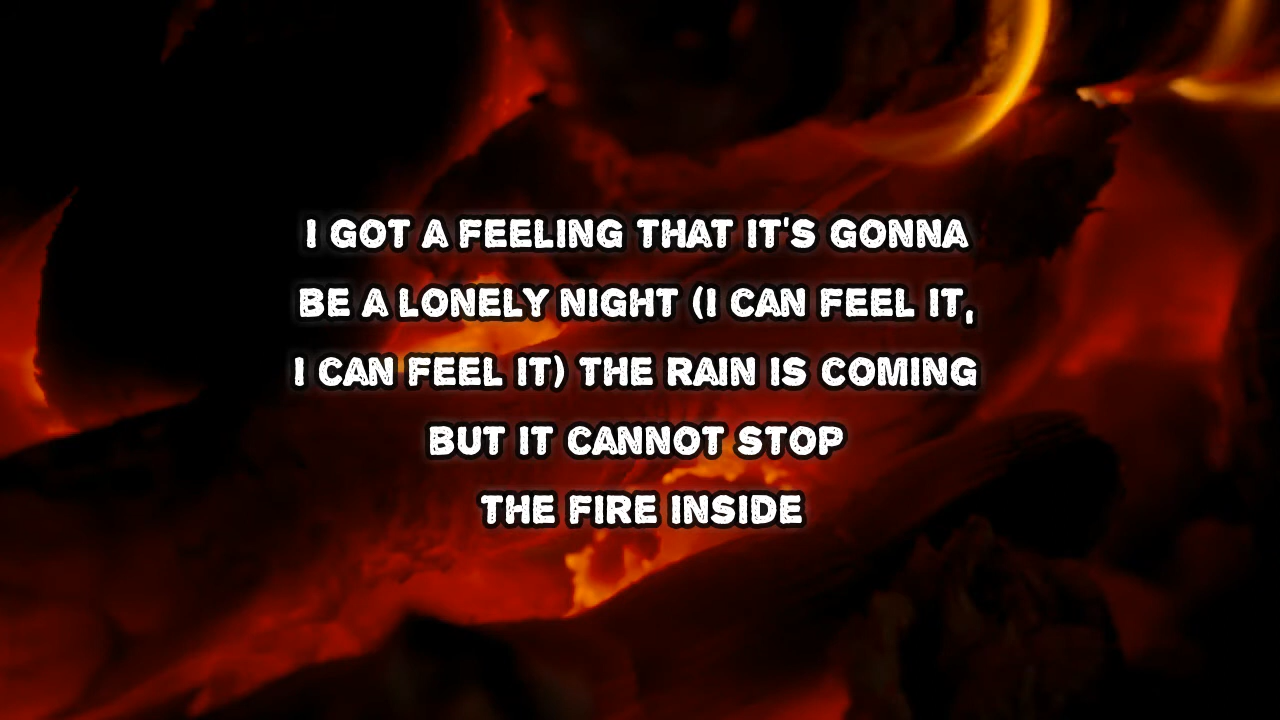 I GOT A FEELING THAT IT'S GONNA
BE A LONELY NIGHT (I CAN FEEL IT,
I CAN FEEL IT) THE RAIN IS COMING
BUT IT CANNOT STOP
THE FIRE INSIDE